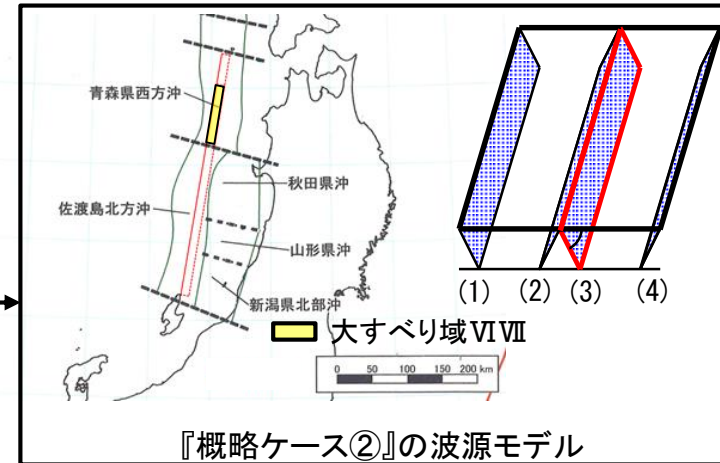 青森県西方沖
秋田県沖
佐渡島北方沖
山形県沖
新潟県北部沖
大すべり域ⅥⅦ
0 50 100 150 200 km
(1) (2) (3) (4)
『概略ケース②』の波源モデル